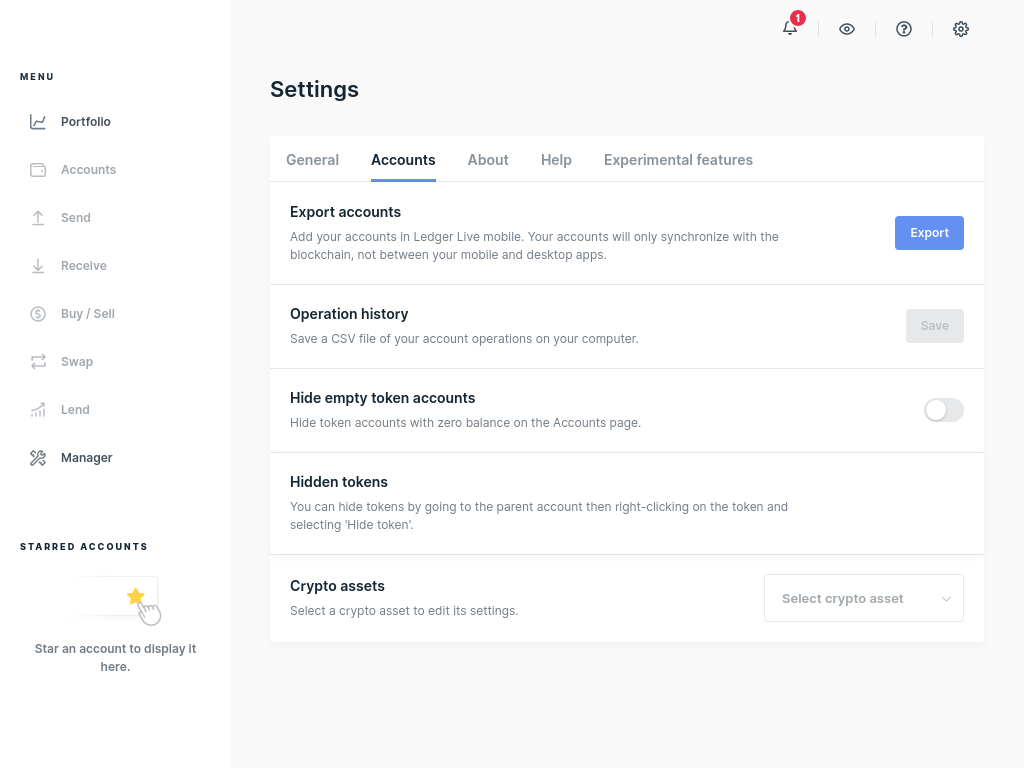 1
MENU
Portfolio
Accounts
Send
Receive
Buy / Sell
Swap
Lend
Manager
STARRED ACCOUNTS
Star an account to display it
here.
Settings
General
Accounts
About
Help
Experimental features
Export accounts
Add your accounts in Ledger Live mobile. Your accounts will only synchronize with the
blockchain, not between your mobile and desktop apps.
Export
Operation history
Save a CSV file of your account operations on your computer.
Save
Hide empty token accounts
Hide token accounts with zero balance on the Accounts page.
Hidden tokens
You can hide tokens by going to the parent account then right-clicking on the token and
selecting 'Hide token'.
Crypto assets
Select a crypto asset to edit its settings.
Select crypto asset